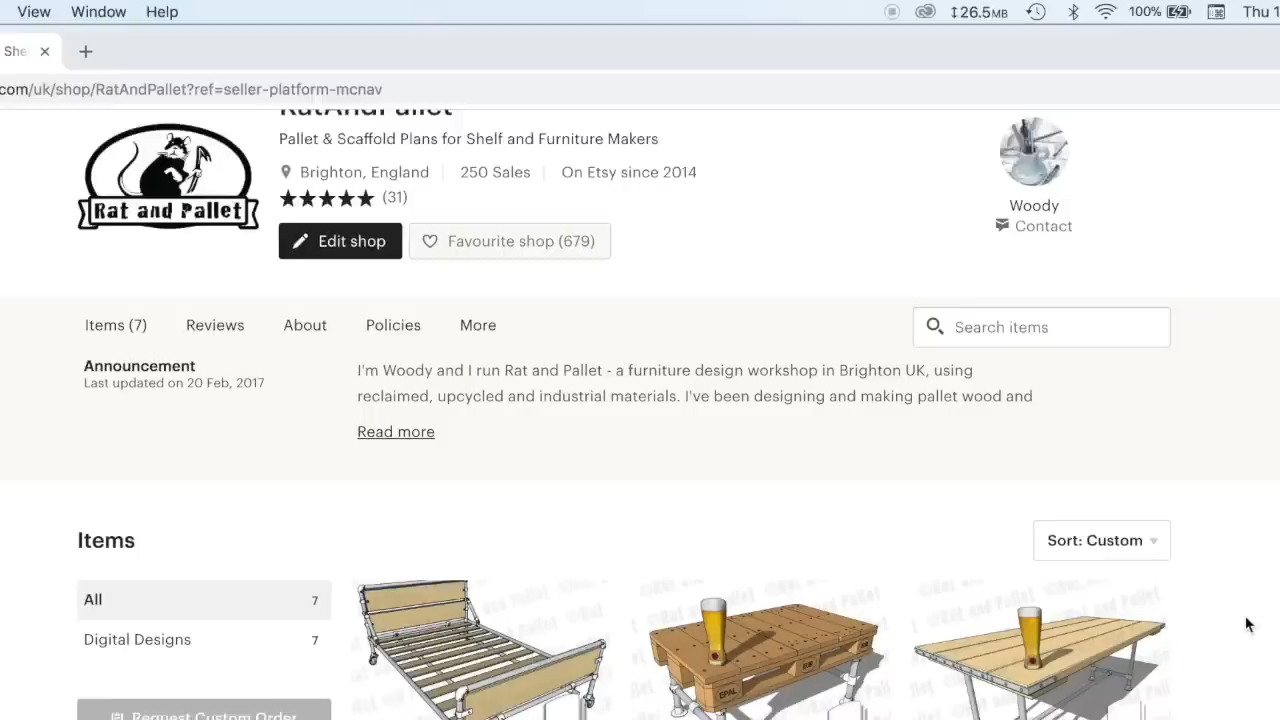 View Window Help ↕26.5MB 100% Thu 1
She
com/uk/shop/RatAndPallet?ref=seller-platform-mcnav
RatAndPallet
Pallet & Scaffold Plans for Shelf and Furniture Makers
Brighton, England 250 Sales On Etsy since 2014
(31)
Edit shop Favourite shop (679)
Rat and Pallet
Woody
Contact
Items (7) Reviews About Policies More Search items
Announcement
Last updated on 20 Feb, 2017
I'm Woody and I run Rat and Pallet - a furniture design workshop in Brighton UK, using
reclaimed, upcycled and industrial materials. I've been designing and making pallet wood and
Read more
Items Sort: Custom
All 7
Digital Designs 7
Request Custom Order
EPAL
EUR